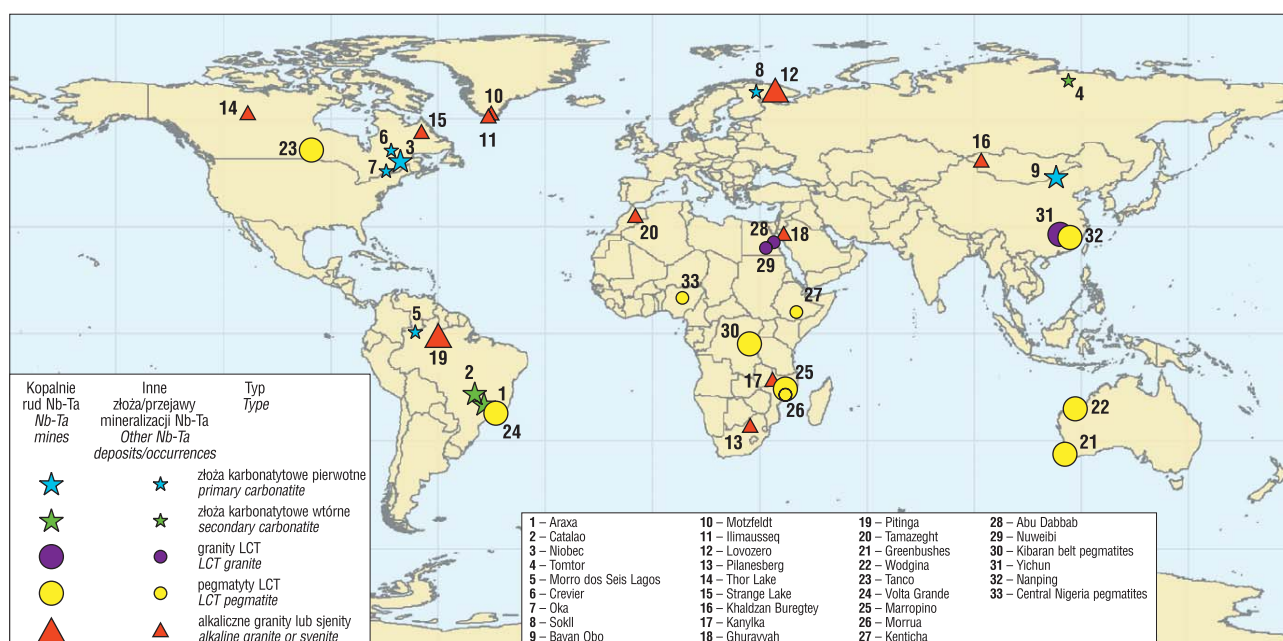 8
12
10
4
14
15
11
6
3
16
23
7
9
31
28
18
32
20
29
33
27
5
30
19
25
2
17
1
22
26
24
13
21
Kopalnie
rud Nb-Ta
Nb-Ta
mines
Inne
złoża/przejawy
mineralizacji Nb-Ta
Other Nb-Ta
deposits/occurrences
Typ
Type
złoża karbonatytowe pierwotne
primary carbonatite
złoża karbonatytowe wtórne
secondary carbonatite
granity LCT
LCT granite
pegmatyty LCT
LCT pegmatite
alkaliczne granity lub sjenity
alkaline granite or syenite
1 – Araxa
2 – Catalao
3 – Niobec
4 – Tomtor
5 – Morro dos Seis Lagos
6 – Crevier
7 – Oka
8 – Sokli
9 – Bayan Obo
10 – Motzfeldt
11 – Ilimausseq
12 – Lovozero
13 – Pilanesberg
14 – Thor Lake
15 – Strange Lake
16 – Khaldzan Buregtey
17 – Kanylka
18 – Ghurayyah
19 – Pitinga
20 – Tamazeght
21 – Greenbushes
22 – Wodgina
23 – Tanco
24 – Volta Grande
25 – Marropino
26 – Morrua
27 – Kenticha
28 – Abu Dabbab
29 – Nuweibi
30 – Kibaran belt pegmatites
31 – Yichun
32 – Nanping
33 – Central Nigeria pegmatites